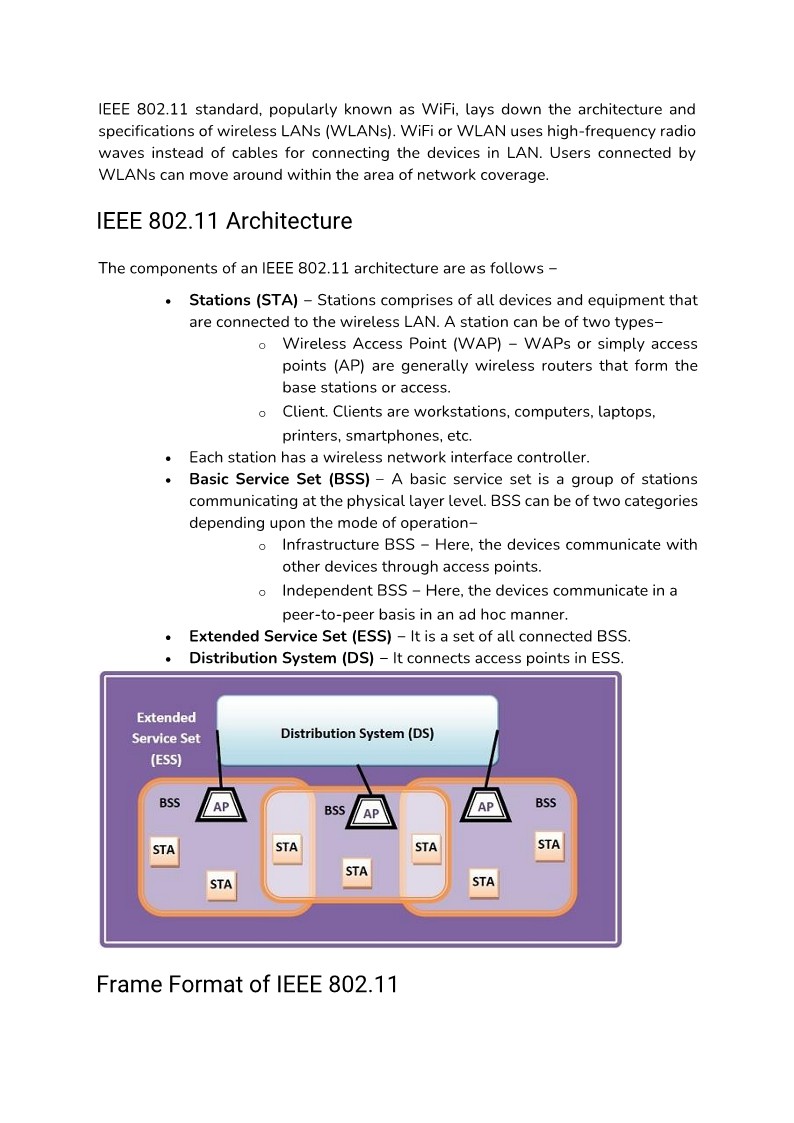 IEEE 802.11 standard, popularly known as WiFi, lays down the architecture and
specifications of wireless LANs (WLANs). WiFi or WLAN uses high-frequency radio
waves instead of cables for connecting the devices in LAN. Users connected by
WLANs can move around within the area of network coverage.
IEEE 802.11 Architecture
The components of an IEEE 802.11 architecture are as follows −
• Stations (STA) − Stations comprises of all devices and equipment that
are connected to the wireless LAN. A station can be of two types−
o Wireless Access Point (WAP) − WAPs or simply access
points (AP) are generally wireless routers that form the
base stations or access.
o Client. Clients are workstations, computers, laptops,
printers, smartphones, etc.
• Each station has a wireless network interface controller.
• Basic Service Set (BSS) − A basic service set is a group of stations
communicating at the physical layer level. BSS can be of two categories
depending upon the mode of operation−
o Infrastructure BSS − Here, the devices communicate with
other devices through access points.
o Independent BSS − Here, the devices communicate in a
peer-to-peer basis in an ad hoc manner.
• Extended Service Set (ESS) − It is a set of all connected BSS.
• Distribution System (DS) − It connects access points in ESS.
Extended
Service Set
(ESS)
Distribution System (DS)
BSS
AP
BSS
AP
AP
BSS
STA
STA
STA
STA
STA
STA
STA
Frame Format of IEEE 802.11